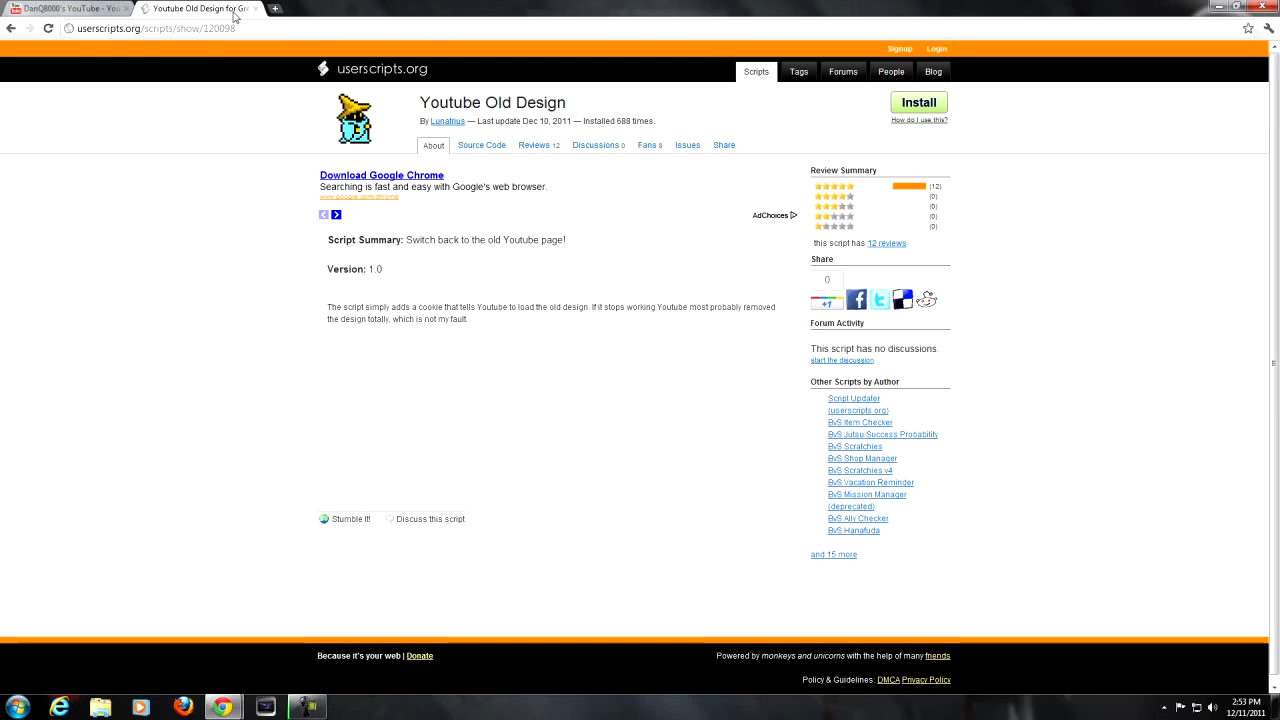 DanQ8000's YouTube - You
Youtube Old Design for Gre
userscripts.org/scripts/show/120098
Signup Login
userscripts.org
Scripts Tags Forums People Blog
Youtube Old Design
Install
By Lunatrius — Last update Dec 10, 2011 — Installed 688 times.
How do I use this?
About Source Code Reviews 12 Discussions 0 Fans 8 Issues Share
Download Google Chrome
Searching is fast and easy with Google's web browser.
www.google.com/chrome
AdChoices
Script Summary: Switch back to the old Youtube page!
Version: 1.0
The script simply adds a cookie that tells Youtube to load the old design. If it stops working Youtube most probably removed
the design totally, which is not my fault.
Stumble It! Discuss this script
Review Summary
(12)
(0)
(0)
(0)
(0)
this script has 12 reviews
Share
0
+1
Forum Activity
This script has no discussions.
start the discussion
Other Scripts by Author
Script Updater
(userscripts.org)
BvS Item Checker
BvS Jutsu Success Probability
BvS Scratchies
BvS Shop Manager
BvS Scratchies v4
BvS Vacation Reminder
BvS Mission Manager
(deprecated)
BvS Ally Checker
BvS Hanafuda
and 15 more
Because it's your web | Donate
Powered by monkeys and unicorns with the help of many friends
Policy & Guidelines: DMCA Privacy Policy
2:53 PM
12/11/2011